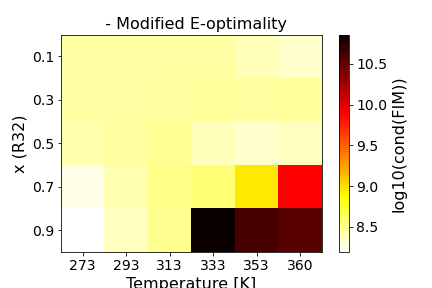 - Modified E-optimality
x (R32)
0.1
0.3
0.5
0.7
0.9
273 293 313 333 353 360
Temperature [K]
10.5
10.0
9.5
9.0
8.5
log10(cond(FIM))